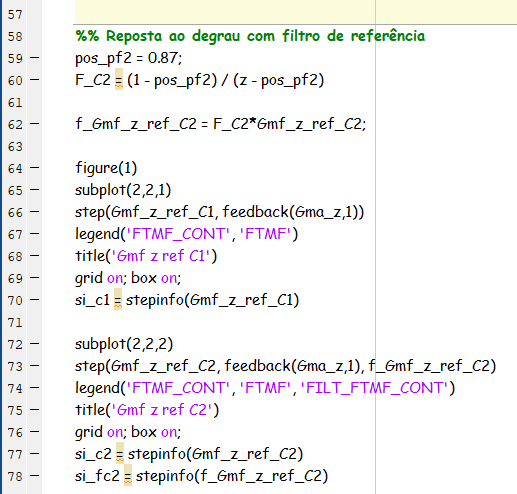 57
58 %% Reposta ao degrau com filtro de referência
59 — pos_pf2 = 0.87;
60 — F_C2 = (1 - pos_pf2) / (z - pos_pf2)
61
62 — f_Gmf_z_ref_C2 = F_C2*Gmf_z_ref_C2;
63
64 — figure(1)
65 — subplot(2,2,1)
66 — step(Gmf_z_ref_C1, feedback(Gma_z,1))
67 — legend('FTMF_CONT', 'FTMF')
68 — title('Gmf z ref C1')
69 — grid on; box on;
70 — si_c1 = stepinfo(Gmf_z_ref_C1)
71
72 — subplot(2,2,2)
73 — step(Gmf_z_ref_C2, feedback(Gma_z,1), f_Gmf_z_ref_C2)
74 — legend('FTMF_CONT', 'FTMF', 'FILT_FTMF_CONT')
75 — title('Gmf z ref C2')
76 — grid on; box on;
77 — si_c2 = stepinfo(Gmf_z_ref_C2)
78 — si_fc2 = stepinfo(f_Gmf_z_ref_C2)